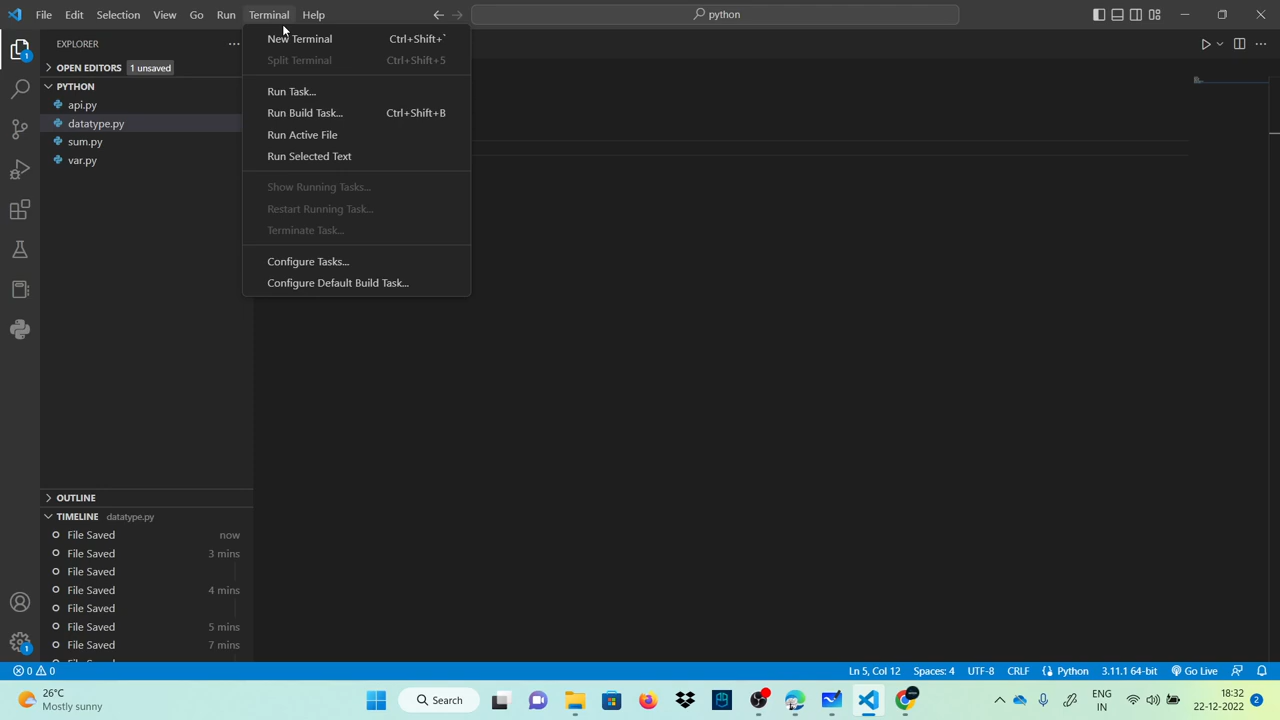 File Edit Selection View Go Run Terminal Help
python
EXPLORER
OPEN EDITORS 1 unsaved
PYTHON
api.py
datatype.py
sum.py
var.py
New Terminal Ctrl+Shift+`
Split Terminal Ctrl+Shift+5
Run Task...
Run Build Task... Ctrl+Shift+B
Run Active File
Run Selected Text
Show Running Tasks...
Restart Running Task...
Terminate Task...
Configure Tasks...
Configure Default Build Task...
OUTLINE
TIMELINE datatype.py
File Saved now
File Saved 3 mins
File Saved
File Saved 4 mins
File Saved
File Saved 5 mins
File Saved 7 mins
1
1
0 0
Ln 5, Col 12 Spaces: 4 UTF-8 CRLF Python 3.11.1 64-bit Go Live
26°C
Mostly sunny
Search
ENG
IN
18:32
22-12-2022
2